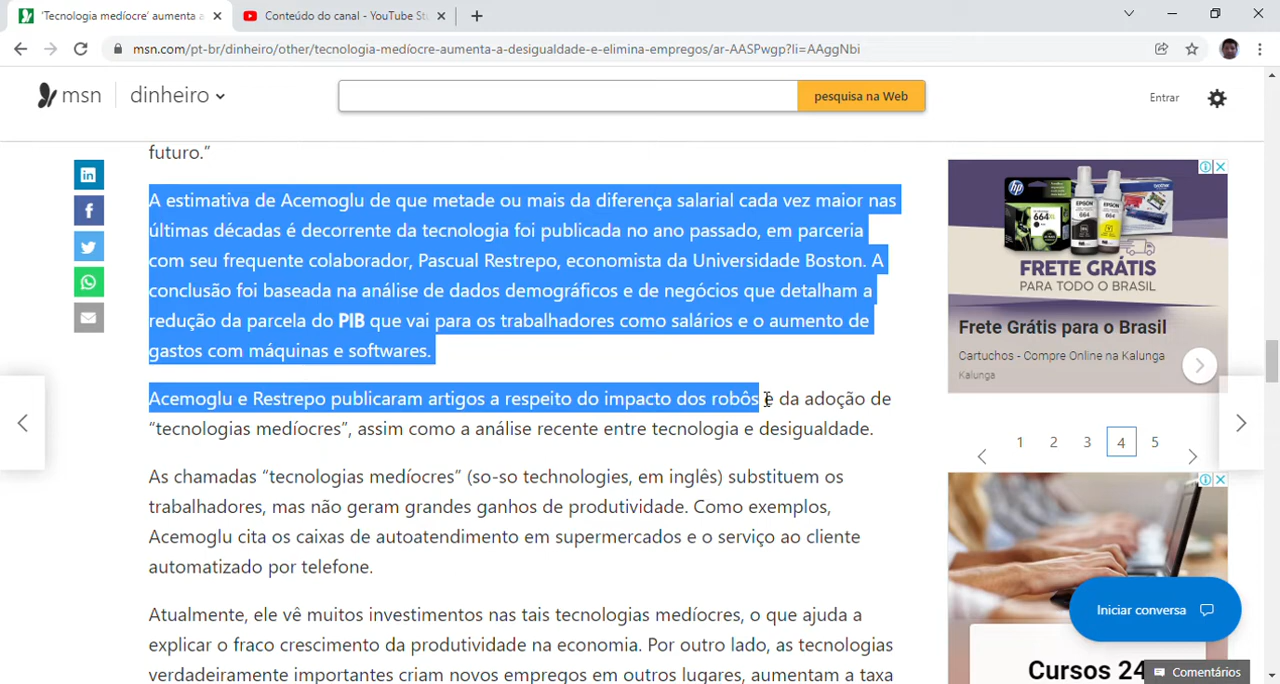 'Tecnologia medíocre' aumenta a
Conteúdo do canal - YouTube Stu
msn.com/pt-br/dinheiro/other/tecnologia-medíocre-aumenta-a-desigualdade-e-elimina-empregos/ar-AASPwgp?li=AAggNbi
msn
dinheiro
pesquisa na Web
Entrar
futuro."
A estimativa de Acemoglu de que metade ou mais da diferença salarial cada vez maior nas
últimas décadas é decorrente da tecnologia foi publicada no ano passado, em parceria
com seu frequente colaborador, Pascual Restrepo, economista da Universidade Boston. A
conclusão foi baseada na análise de dados demográficos e de negócios que detalham a
redução da parcela do PIB que vai para os trabalhadores como salários e o aumento de
gastos com máquinas e softwares.
Acemoglu e Restrepo publicaram artigos a respeito do impacto dos robôs e da adoção de
“tecnologias medíocres”, assim como a análise recente entre tecnologia e desigualdade.
As chamadas “tecnologias medíocres” (so-so technologies, em inglês) substituem os
trabalhadores, mas não geram grandes ganhos de produtividade. Como exemplos,
Acemoglu cita os caixas de autoatendimento em supermercados e o serviço ao cliente
automatizado por telefone.
Atualmente, ele vê muitos investimentos nas tais tecnologias medíocres, o que ajuda a
explicar o fraco crescimento da produtividade na economia. Por outro lado, as tecnologias
verdadeiramente importantes criam novos empregos em outros lugares, aumentam a taxa
hp
664
EPSON
EPSON
FRETE GRÁTIS
PARA TODO O BRASIL
Frete Grátis para o Brasil
Cartuchos - Compre Online na Kalunga
Kalunga
1 2 3 4 5
Iniciar conversa
Cursos 24
Comentários